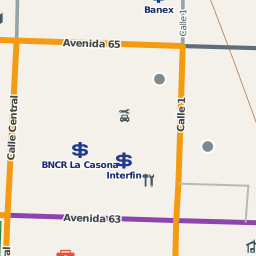 Banex
Calle 1
Avenida 65
Calle Central
Calle 1
BNCR La Casona
Interfin
Avenida 63